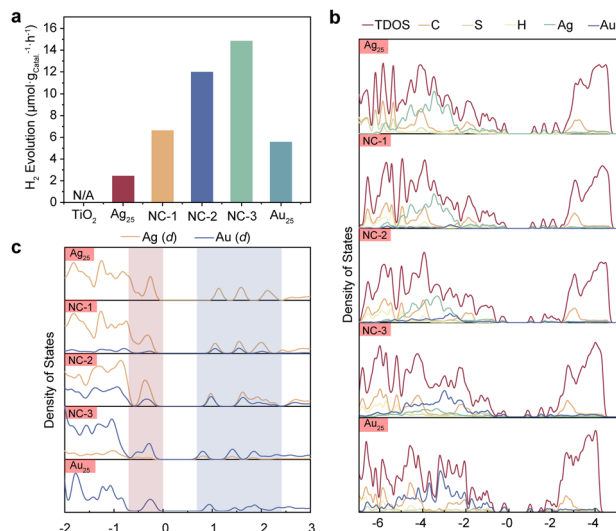 a
H₂ Evolution (μmol·g_Catal.⁻¹·h⁻¹)
16
14
12
10
8
6
4
2
0
N/A
TiO₂ Ag₂₅ NC-1 NC-2 NC-3 Au₂₅
b
TDOS C S H Ag Au
Ag₂₅
NC-1
NC-2
NC-3
Au₂₅
Density of States
-6 -4 -2 -0 -2 -4
c
Ag (d) Au (d)
Ag₂₅
NC-1
NC-2
NC-3
Au₂₅
Density of States
-2 -1 0 1 2 3